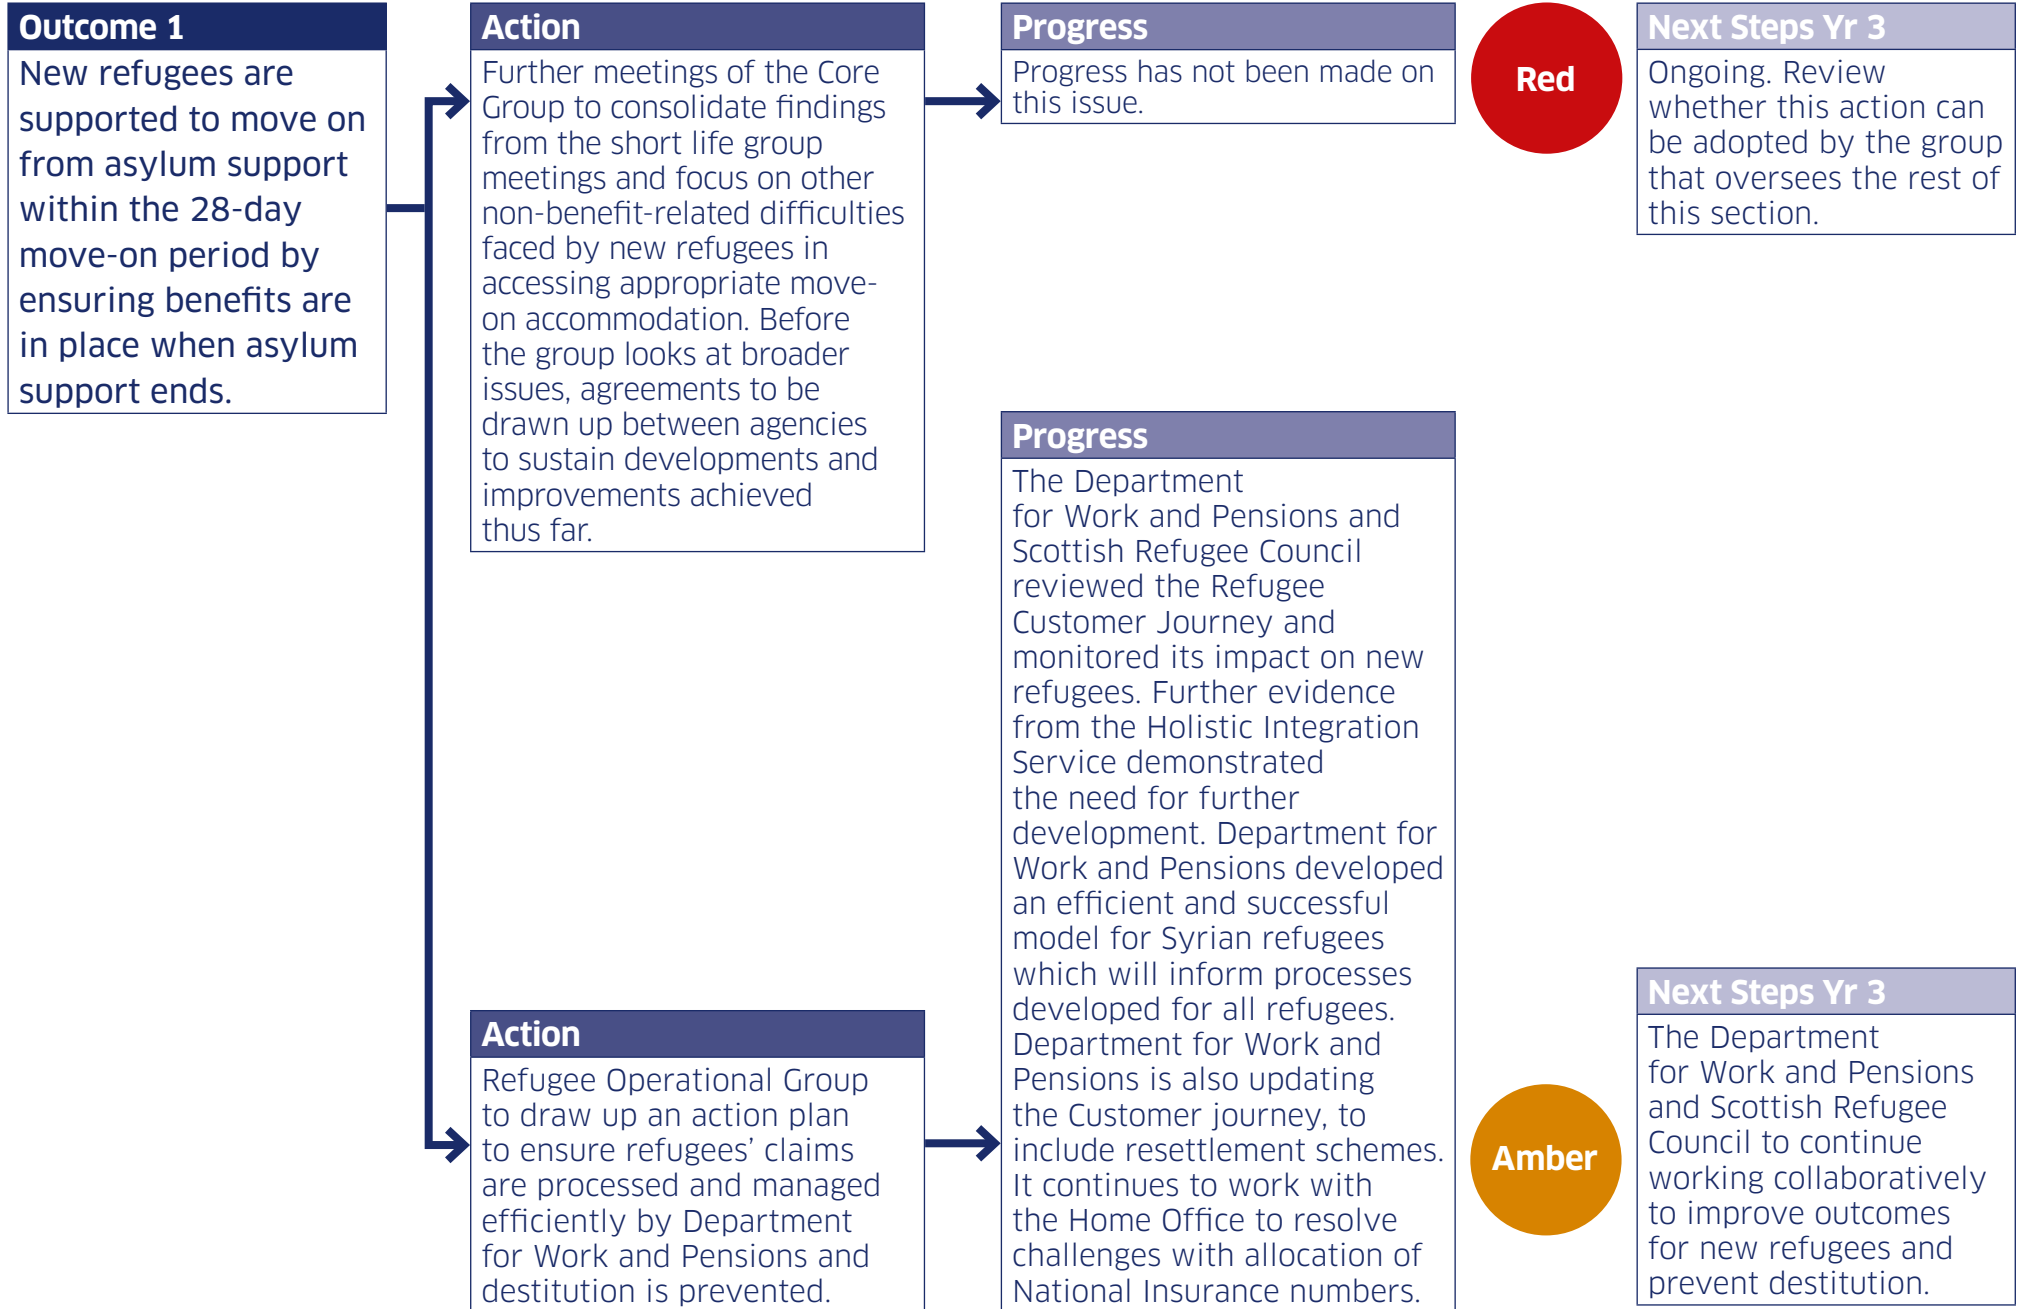 Outcome 1
New refugees are
supported to move on
from asylum support
within the 28-day
move-on period by
ensuring benefits are
in place when asylum
support ends.
Action
Further meetings of the Core
Group to consolidate findings
from the short life group
meetings and focus on other
non-benefit-related difficulties
faced by new refugees in
accessing appropriate move-
on accommodation. Before
the group looks at broader
issues, agreements to be
drawn up between agencies
to sustain developments and
improvements achieved
thus far.
Progress
Progress has not been made on
this issue.
Red
Next Steps Yr 3
Ongoing. Review
whether this action can
be adopted by the group
that oversees the rest of
this section.
Action
Refugee Operational Group
to draw up an action plan
to ensure refugees’ claims
are processed and managed
efficiently by Department
for Work and Pensions and
destitution is prevented.
Progress
The Department
for Work and Pensions and
Scottish Refugee Council
reviewed the Refugee
Customer Journey and
monitored its impact on new
refugees. Further evidence
from the Holistic Integration
Service demonstrated
the need for further
development. Department for
Work and Pensions developed
an efficient and successful
model for Syrian refugees
which will inform processes
developed for all refugees.
Department for Work and
Pensions is also updating
the Customer journey, to
include resettlement schemes.
It continues to work with
the Home Office to resolve
challenges with allocation of
National Insurance numbers.
Amber
Next Steps Yr 3
The Department
for Work and Pensions
and Scottish Refugee
Council to continue
working collaboratively
to improve outcomes
for new refugees and
prevent destitution.